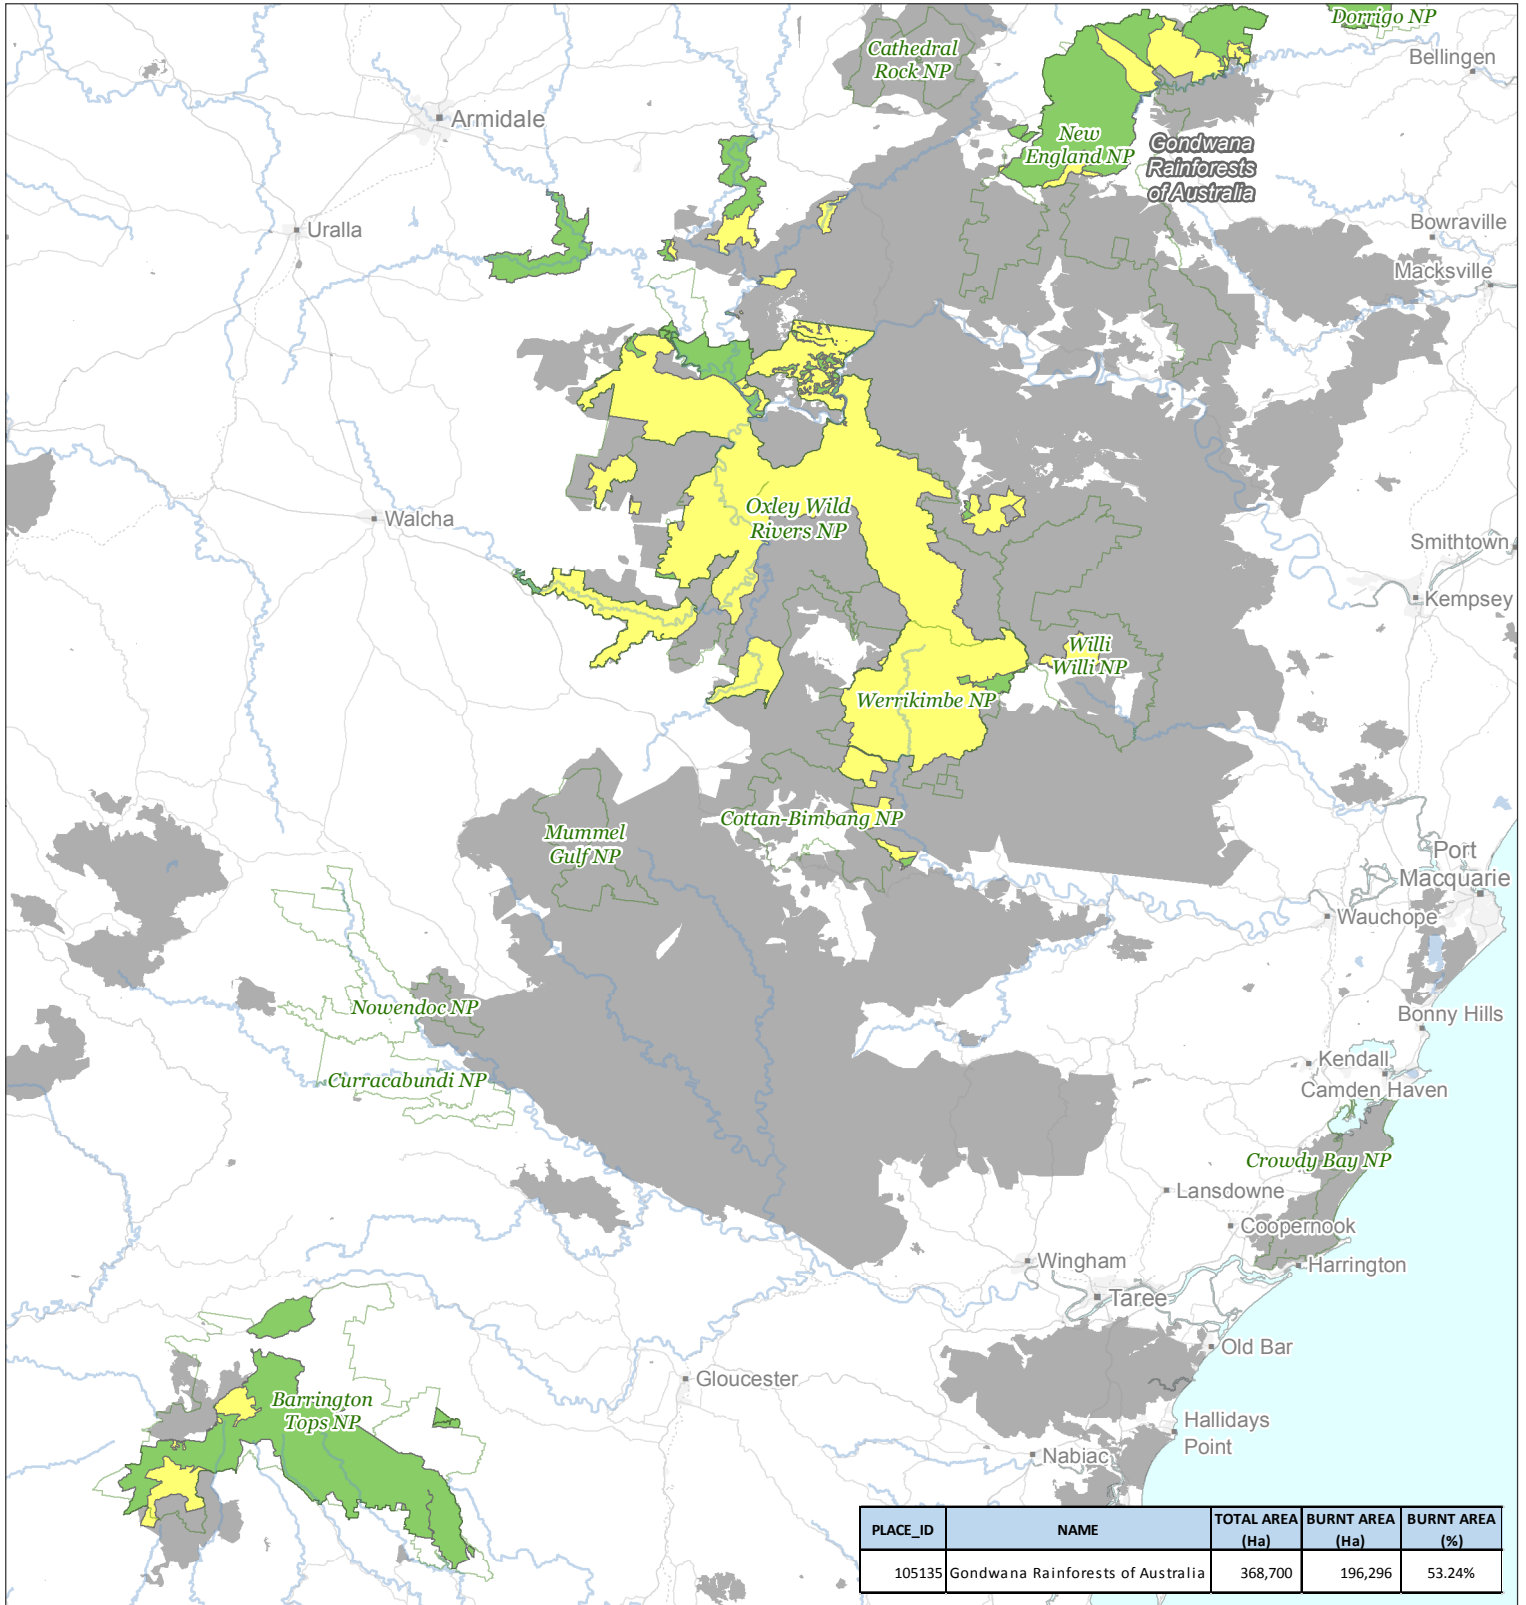 Dorrigo NP
Cathedral
Rock NP
Bellingen
Armidale
New
England NP
Gondwana
Rainforests
of Australia
Uralla
Bowraville
Macksville
Oxley Wild
Rivers NP
Walcha
Smithtown
Kempsey
Willi
Willi NP
Werrikimbe NP
Cottan-Bimbang NP
Mummel
Gulf NP
Port
Macquarie
Wauchope
Nowendoc NP
Bonny Hills
Kendall
Curracabundi NP
Camden Haven
Crowdy Bay NP
Lansdowne
Coopernook
Wingham
Harrington
Taree
Old Bar
Gloucester
Barrington
Tops NP
Hallidays
Point
Nabiac
PLACE_ID NAME TOTAL AREA (Ha) BURNT AREA (Ha) BURNT AREA (%)
105135 Gondwana Rainforests of Australia 368,700 196,296 53.24%